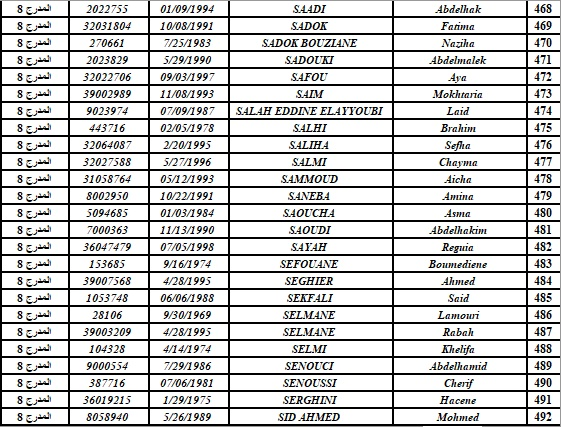 المدرج 8 2022755 01/09/1994 SAADI Abdelhak 468
المدرج 8 32031804 10/08/1991 SADOK Fatima 469
المدرج 8 270661 7/25/1983 SADOK BOUZIANE Naziha 470
المدرج 8 2023829 5/29/1990 SADOUKI Abdelmalek 471
المدرج 8 32022706 09/03/1997 SAFOU Aya 472
المدرج 8 39002989 11/08/1993 SAIM Mokhtaria 473
المدرج 8 9023974 07/09/1987 SALAH EDDINE ELAYYOUBI Laid 474
المدرج 8 443716 02/05/1978 SALHI Brahim 475
المدرج 8 32064087 2/20/1995 SALIHA Sefha 476
المدرج 8 32027588 5/27/1996 SALMI Chayma 477
المدرج 8 31058764 05/12/1993 SAMMOUD Aicha 478
المدرج 8 8002950 10/22/1991 SANEBA Amina 479
المدرج 8 5094685 01/03/1984 SAOUCHA Asma 480
المدرج 8 7000363 11/13/1990 SAOUDI Abdelhakim 481
المدرج 8 36047479 07/05/1998 SAYAH Reguia 482
المدرج 8 153685 9/16/1974 SEFOUANE Boumediene 483
المدرج 8 39007568 4/28/1995 SEGHIER Ahmed 484
المدرج 8 1053748 06/06/1988 SEKFALI Said 485
المدرج 8 28106 9/30/1969 SELMANE Lamouri 486
المدرج 8 39003209 4/28/1995 SELMANE Rabah 487
المدرج 8 104328 4/14/1974 SELMI Khelifa 488
المدرج 8 9000554 7/29/1986 SENOUCI Abdelhamid 489
المدرج 8 387716 07/06/1981 SENOUSSI Cherif 490
المدرج 8 36019215 1/29/1975 SERGHINI Hacene 491
المدرج 8 8058940 5/26/1989 SID AHMED Mohmed 492